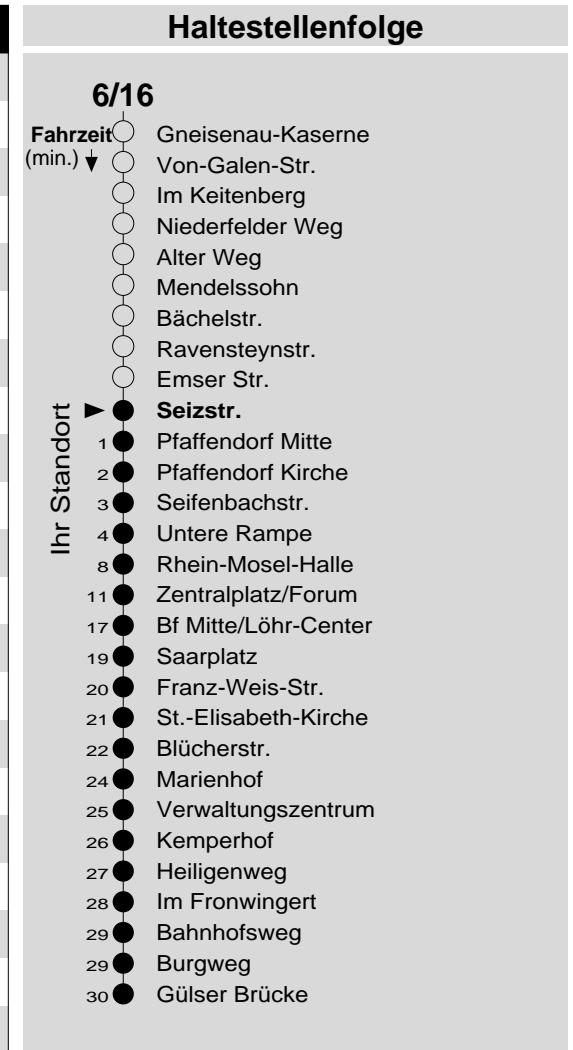 Haltestellenfolge
6/16
Fahrzeit
(min.)
Gneisenau-Kaserne
Von-Galen-Str.
Im Keitenberg
Niederfelder Weg
Alter Weg
Mendelssohn
Bächelstr.
Ravensteynstr.
Emser Str.
Ihr Standort
Seizstr.
1 Pfaffendorf Mitte
2 Pfaffendorf Kirche
3 Seifenbachstr.
4 Untere Rampe
8 Rhein-Mosel-Halle
11 Zentralplatz/Forum
17 Bf Mitte/Löhr-Center
19 Saarplatz
20 Franz-Weis-Str.
21 St.-Elisabeth-Kirche
22 Blücherstr.
24 Marienhof
25 Verwaltungszentrum
26 Kemperhof
27 Heiligenweg
28 Im Fronwingert
29 Bahnhofsweg
29 Burgweg
30 Gülser Brücke